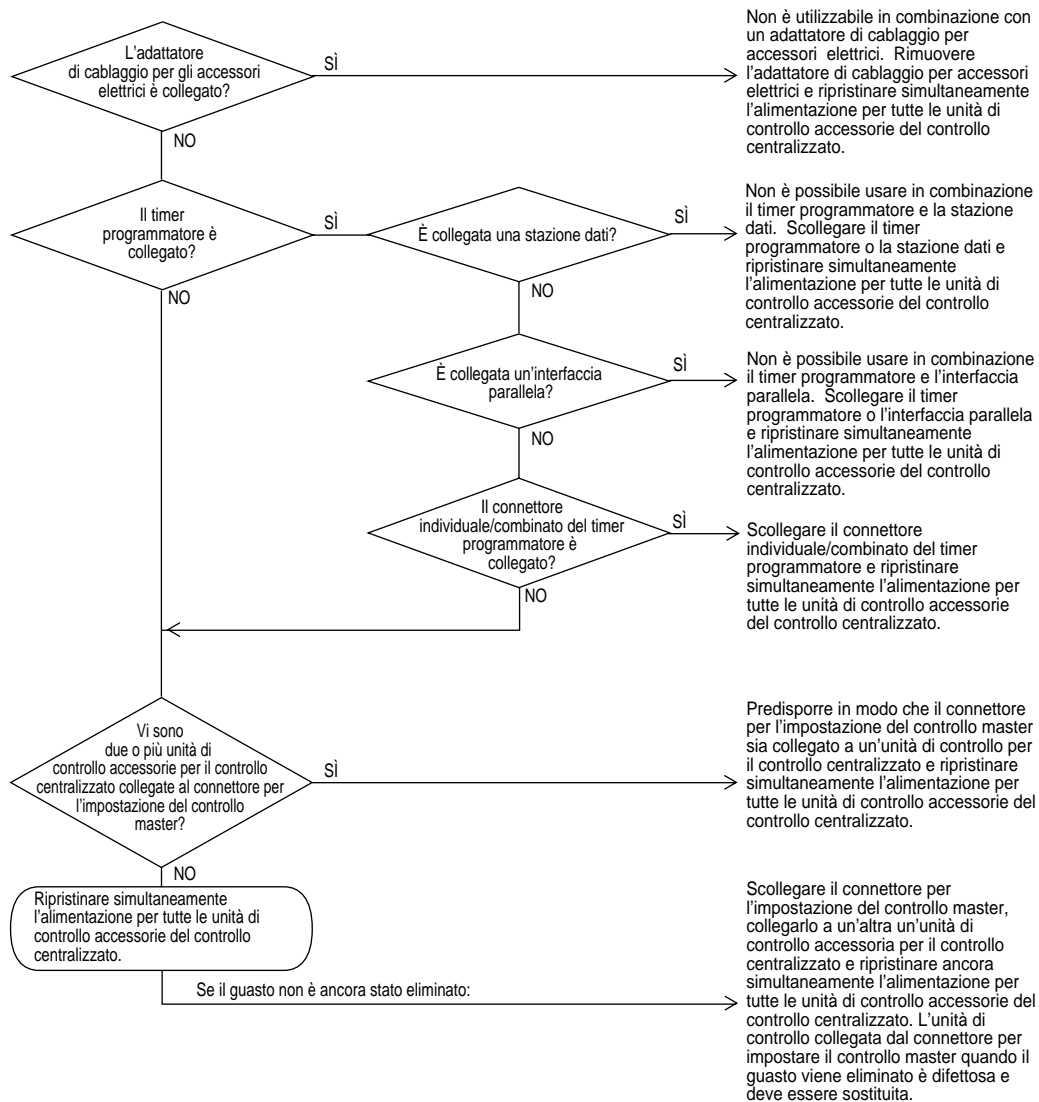 L'adattatore
di cablaggio per gli accessori
elettrici è collegato?
SÌ
Non è utilizzabile in combinazione con
un adattatore di cablaggio per
accessori elettrici. Rimuovere
l'adattatore di cablaggio per accessori
elettrici e ripristinare simultaneamente
l'alimentazione per tutte le unità di
controllo accessorie del controllo
centralizzato.
NO
Il timer
programmatore è
collegato?
SÌ
È collegata una stazione dati?
SÌ
Non è possibile usare in combinazione
il timer programmatore e la stazione
dati. Scollegare il timer
programmatore o la stazione dati e
ripristinare simultaneamente
l'alimentazione per tutte le unità di
controllo accessorie del controllo
centralizzato.
NO
NO
È collegata un'interfaccia
parallela?
SÌ
Non è possibile usare in combinazione
il timer programmatore e l'interfaccia
parallela. Scollegare il timer
programmatore o l'interfaccia parallela
e ripristinare simultaneamente
l'alimentazione per tutte le unità di
controllo accessorie del controllo
centralizzato.
NO
Il connettore
individuale/combinato del timer
programmatore è
collegato?
SÌ
Scollegare il connettore
individuale/combinato del timer
programmatore e ripristinare
simultaneamente l'alimentazione per
tutte le unità di controllo accessorie
del controllo centralizzato.
NO
Vi sono
due o più unità di
controllo accessorie per il controllo
centralizzato collegate al connettore per
l'impostazione del controllo
master?
SÌ
Predisporre in modo che il connettore
per l'impostazione del controllo master
sia collegato a un'unità di controllo per
il controllo centralizzato e ripristinare
simultaneamente l'alimentazione per
tutte le unità di controllo accessorie del
controllo centralizzato.
NO
Ripristinare simultaneamente
l'alimentazione per tutte le unità di
controllo accessorie del controllo
centralizzato.
Se il guasto non è ancora stato eliminato:
Scollegare il connettore per
l'impostazione del controllo master,
collegarlo a un'altra un'unità di
controllo accessoria per il controllo
centralizzato e ripristinare ancora
simultaneamente l'alimentazione per
tutte le unità di controllo accessorie del
controllo centralizzato. L'unità di
controllo collegata dal connettore per
impostare il controllo master quando il
guasto viene eliminato è difettosa e
deve essere sostituita.